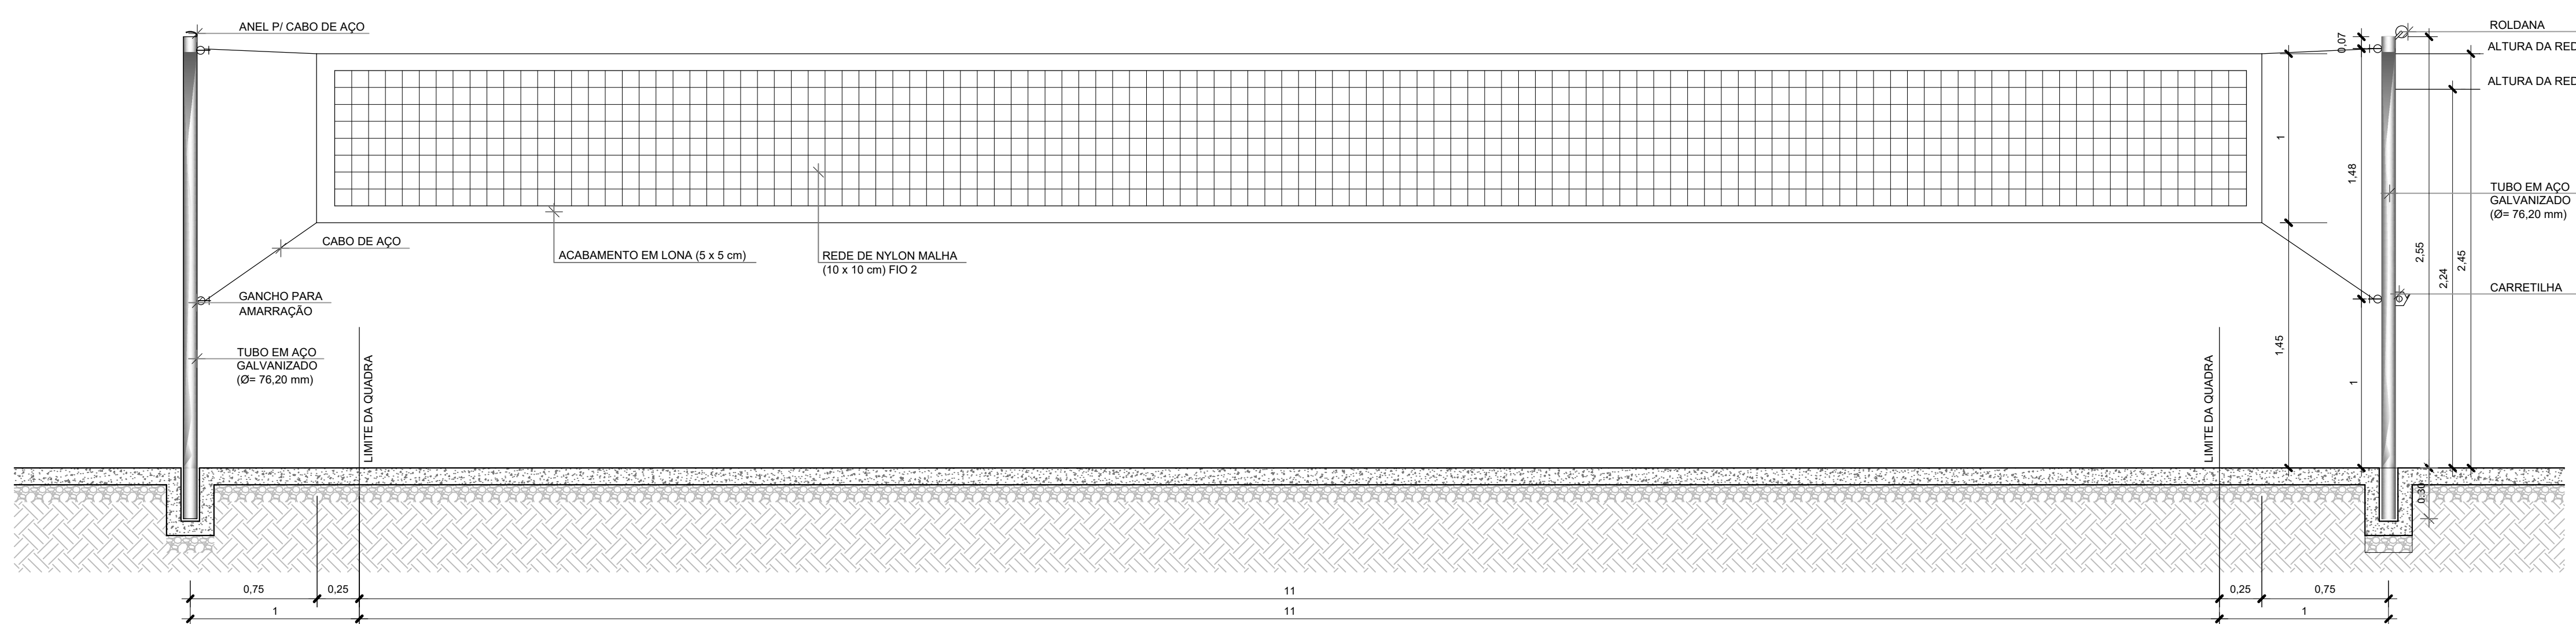 ANEL P/ CABO DE AÇO
CABO DE AÇO
GANCHO PARA
AMARRAÇÃO
TUBO EM AÇO
GALVANIZADO
(Ø= 76,20 mm)
LIMITE DA QUADRA
ACABAMENTO EM LONA (5 x 5 cm)
REDE DE NYLON MALHA
(10 x 10 cm) FIO 2
LIMITE DA QUADRA
1
1,45
0,07
1,48
1
2,55
2,24
2,45
0,30
ROLDANA
ALTURA DA RED
ALTURA DA RED
TUBO EM AÇO
GALVANIZADO
(Ø= 76,20 mm)
CARRETILHA
0,75
0,25
11
0,25
0,75
1
11
1